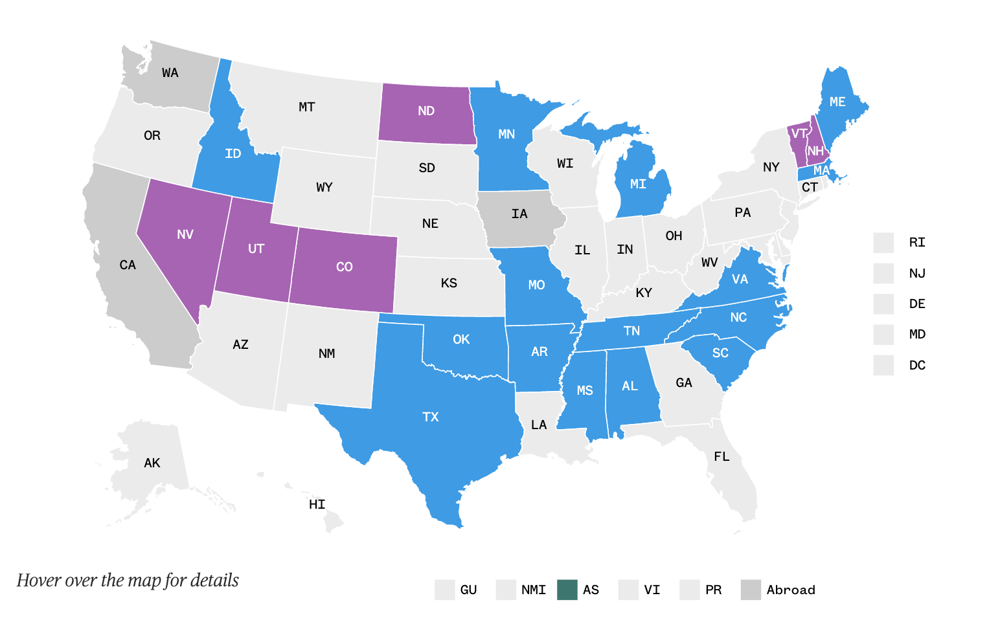 WA
MT
ND
MN
ME
OR
ID
VT
NH
WI
NY
SD
MA
WY
MI
CT
IA
PA
NE
NV
OH
RI
UT
IL
IN
CO
WV
CA
NJ
KS
MO
VA
KY
DE
NC
TN
MD
OK
AZ
AR
SC
NM
DC
GA
MS
AL
TX
LA
FL
AK
HI
Hover over the map for details
GU NMI AS VI PR Abroad